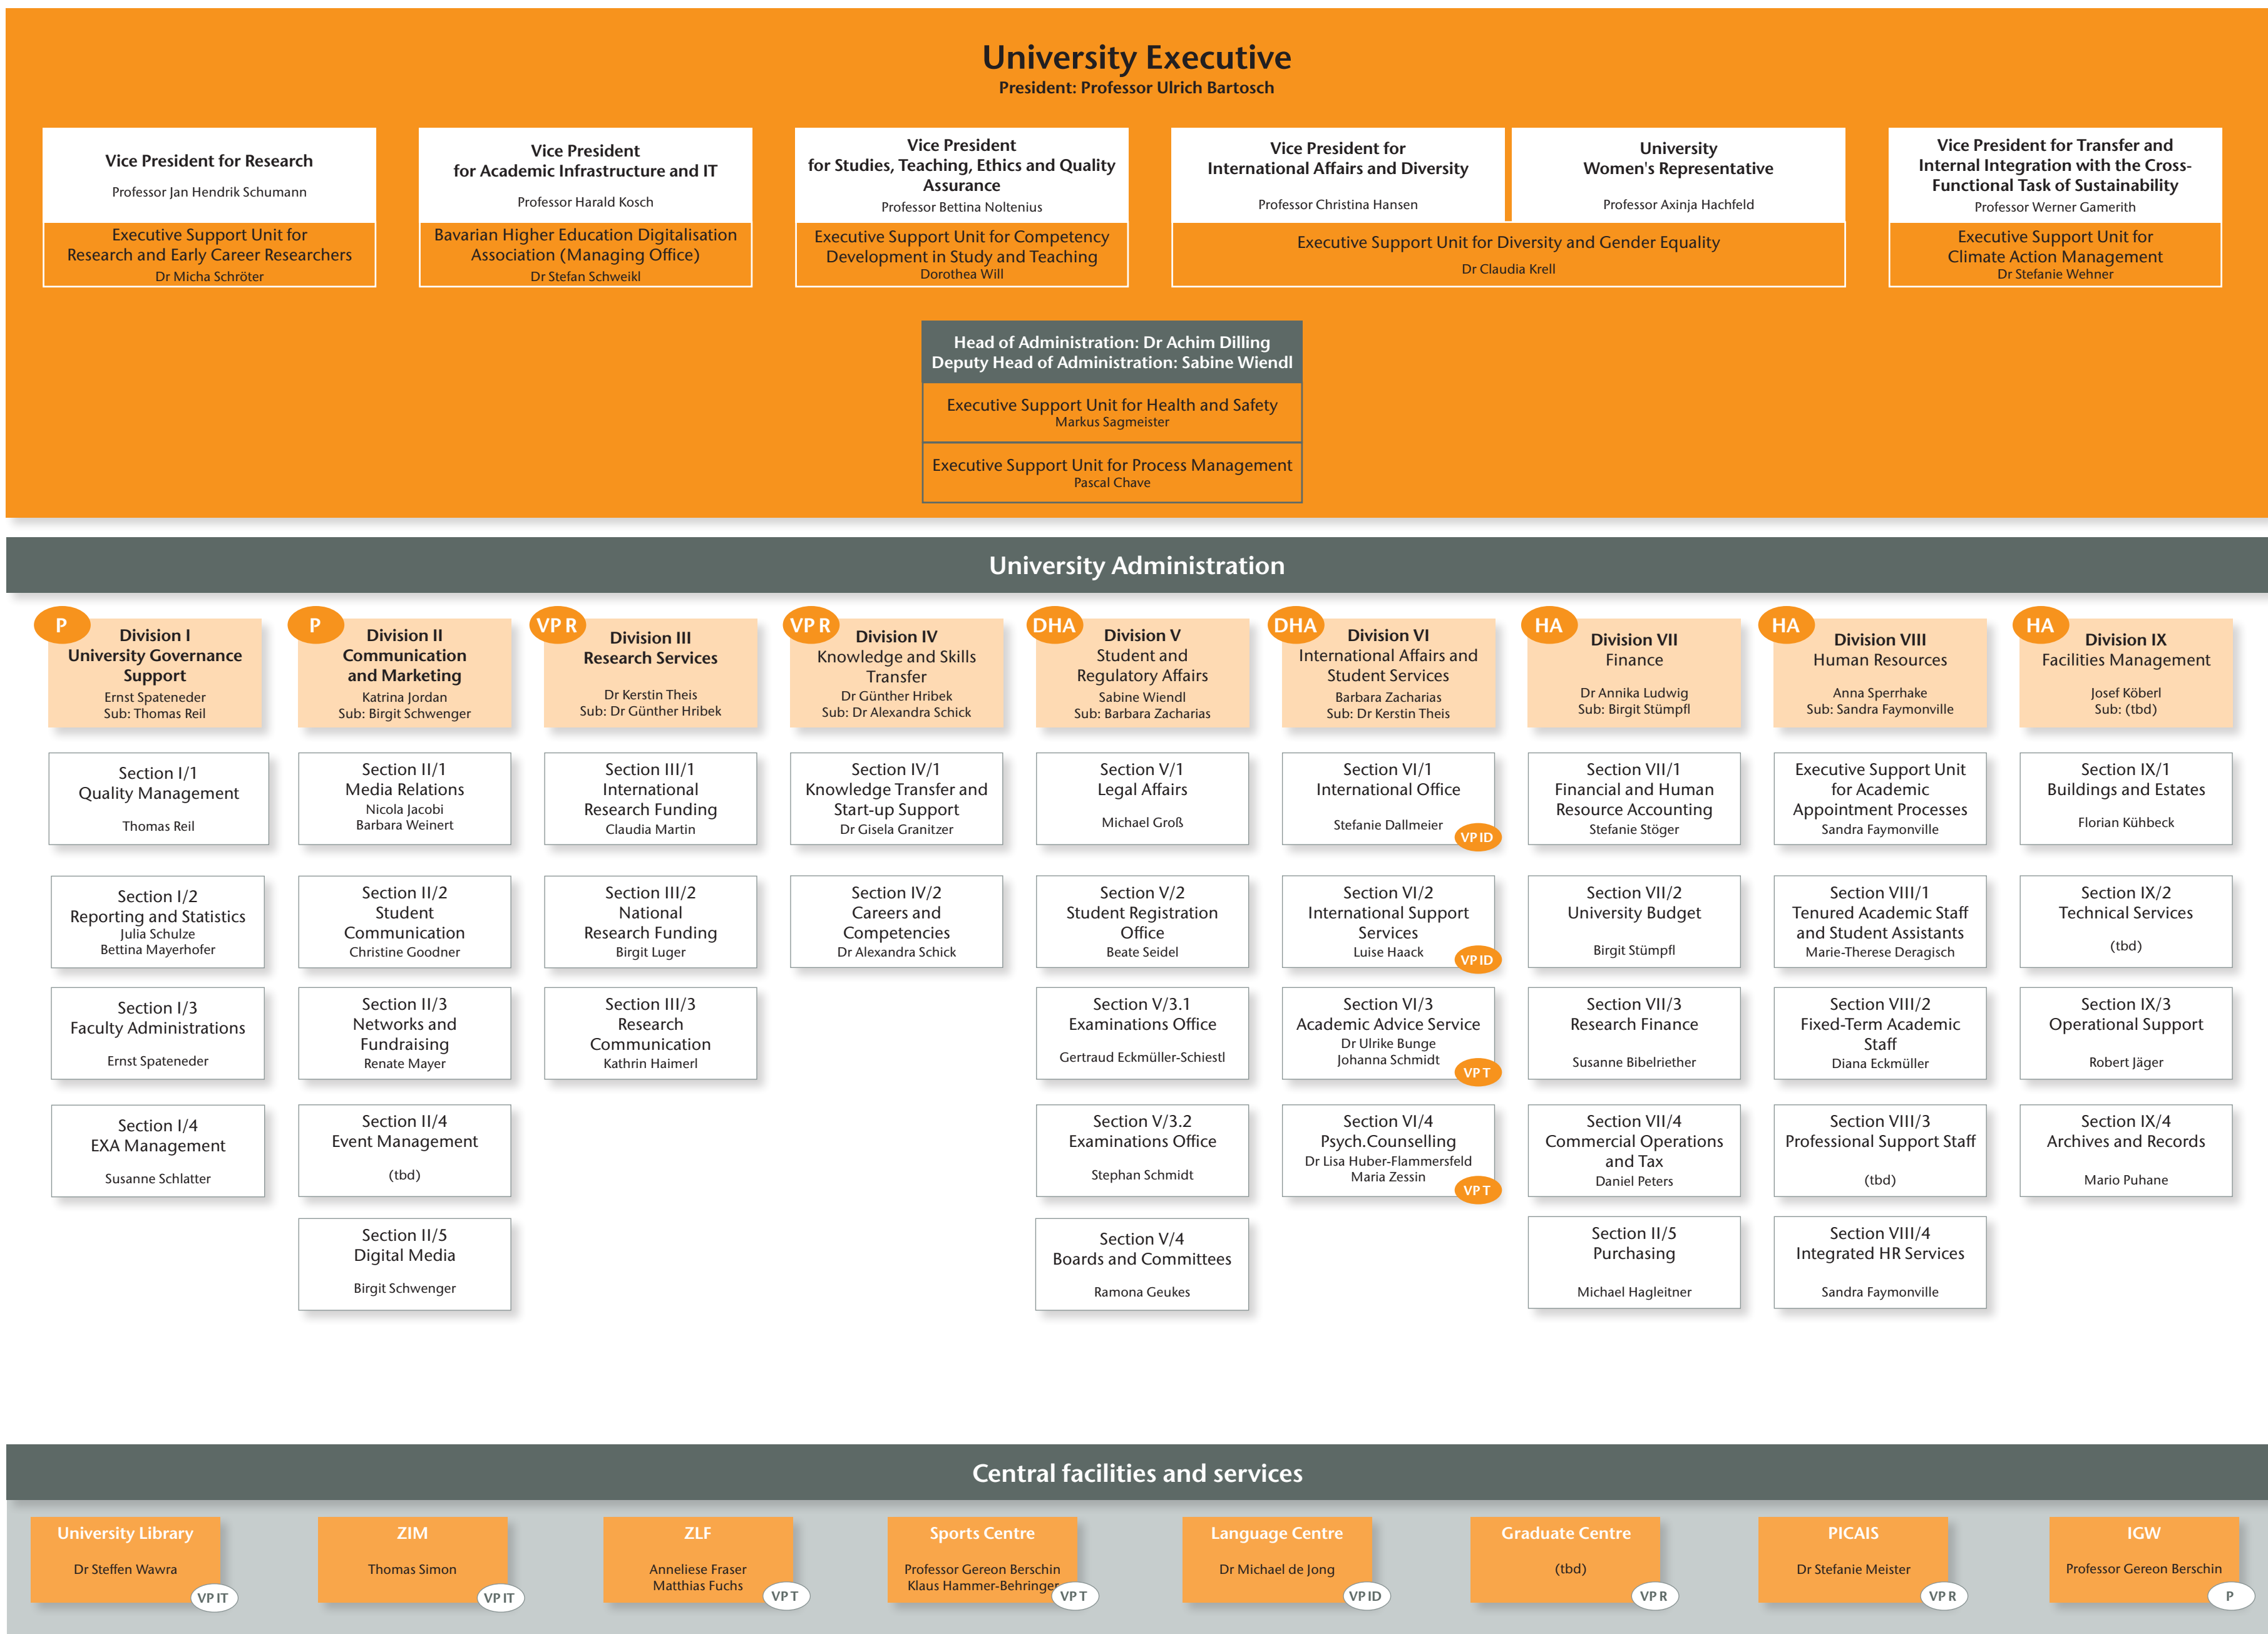 University Executive
President: Professor Ulrich Bartosch
Vice President for Research
Professor Jan Hendrik Schumann
Executive Support Unit for
Research and Early Career Researchers
Dr Micha Schröter
Vice President
for Academic Infrastructure and IT
Professor Harald Kosch
Bavarian Higher Education Digitalisation
Association (Managing Office)
Dr Stefan Schweikl
Vice President
for Studies, Teaching, Ethics and Quality
Assurance
Professor Bettina Noltenius
Executive Support Unit for Competency
Development in Study and Teaching
Dorothea Will
Vice President for
International Affairs and Diversity
Professor Christina Hansen
University
Women's Representative
Professor Axinja Hachfeld
Executive Support Unit for Diversity and Gender Equality
Dr Claudia Krell
Vice President for Transfer and
Internal Integration with the Cross-
Functional Task of Sustainability
Professor Werner Gamerith
Executive Support Unit for
Climate Action Management
Dr Stefanie Wehner
Head of Administration: Dr Achim Dilling
Deputy Head of Administration: Sabine Wiendl
Executive Support Unit for Health and Safety
Markus Sagmeister
Executive Support Unit for Process Management
Pascal Chave
University Administration
P
Division I
University Governance
Support
Ernst Spateneder
Sub: Thomas Reil
Section I/1
Quality Management
Thomas Reil
Section I/2
Reporting and Statistics
Julia Schulze
Bettina Mayerhofer
Section I/3
Faculty Administrations
Ernst Spateneder
Section I/4
EXA Management
Susanne Schlatter
P
Division II
Communication
and Marketing
Katrina Jordan
Sub: Birgit Schwenger
Section II/1
Media Relations
Nicola Jacobi
Barbara Weinert
Section II/2
Student
Communication
Christine Goodner
Section II/3
Networks and
Fundraising
Renate Mayer
Section II/4
Event Management
(tbd)
Section II/5
Digital Media
Birgit Schwenger
VP R
Division III
Research Services
Dr Kerstin Theis
Sub: Dr Günther Hribek
Section III/1
International
Research Funding
Claudia Martin
Section III/2
National
Research Funding
Birgit Luger
Section III/3
Research
Communication
Kathrin Haimerl
VP R
Division IV
Knowledge and Skills
Transfer
Dr Günther Hribek
Sub: Dr Alexandra Schick
Section IV/1
Knowledge Transfer and
Start-up Support
Dr Gisela Granitzer
Section IV/2
Careers and
Competencies
Dr Alexandra Schick
DHA
Division V
Student and
Regulatory Affairs
Sabine Wiendl
Sub: Barbara Zacharias
Section V/1
Legal Affairs
Michael Groß
Section V/2
Student Registration
Office
Beate Seidel
Section V/3.1
Examinations Office
Gertraud Eckmüller-Schiestl
Section V/3.2
Examinations Office
Stephan Schmidt
Section V/4
Boards and Committees
Ramona Geukes
DHA
Division VI
International Affairs and
Student Services
Barbara Zacharias
Sub: Dr Kerstin Theis
Section VI/1
International Office
Stefanie Dallmeier
VP ID
Section VI/2
International Support
Services
Luise Haack
VP ID
Section VI/3
Academic Advice Service
Dr Ulrike Bunge
Johanna Schmidt
VP T
Section VI/4
Psych.Counselling
Dr Lisa Huber-Flammersfeld
Maria Zessin
VP T
HA
Division VII
Finance
Dr Annika Ludwig
Sub: Birgit Stümpfl
Section VII/1
Financial and Human
Resource Accounting
Stefanie Stöger
Section VII/2
University Budget
Birgit Stümpfl
Section VII/3
Research Finance
Susanne Bibelriether
Section VII/4
Commercial Operations
and Tax
Daniel Peters
Section II/5
Purchasing
Michael Hagleitner
HA
Division VIII
Human Resources
Anna Sperrhake
Sub: Sandra Faymonville
Executive Support Unit
for Academic
Appointment Processes
Sandra Faymonville
Section VIII/1
Tenured Academic Staff
and Student Assistants
Marie-Therese Deragisch
Section VIII/2
Fixed-Term Academic
Staff
Diana Eckmüller
Section VIII/3
Professional Support Staff
(tbd)
Section VIII/4
Integrated HR Services
Sandra Faymonville
HA
Division IX
Facilities Management
Josef Köberl
Sub: (tbd)
Section IX/1
Buildings and Estates
Florian Kühbeck
Section IX/2
Technical Services
(tbd)
Section IX/3
Operational Support
Robert Jäger
Section IX/4
Archives and Records
Mario Puhane
Central facilities and services
University Library
Dr Steffen Wawra
VP IT
ZIM
Thomas Simon
VP IT
ZLF
Anneliese Fraser
Matthias Fuchs
VP T
Sports Centre
Professor Gereon Berschin
Klaus Hammer-Behringer
VP T
Language Centre
Dr Michael de Jong
VP ID
Graduate Centre
(tbd)
VP R
PICAIS
Dr Stefanie Meister
VP R
IGW
Professor Gereon Berschin
P